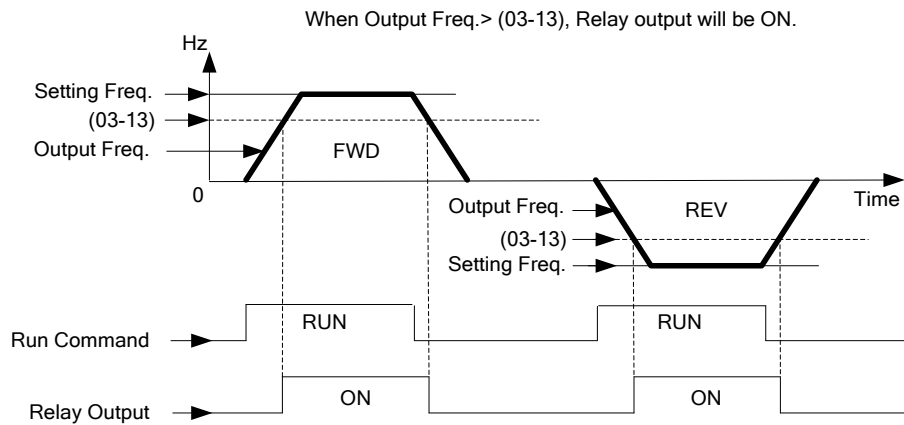 When Output Freq.> (03-13), Relay output will be ON.
Hz
Setting Freq.
(03-13)
Output Freq.
FWD
0
Time
Output Freq.
REV
(03-13)
Setting Freq.
Run Command
RUN
RUN
Relay Output
ON
ON